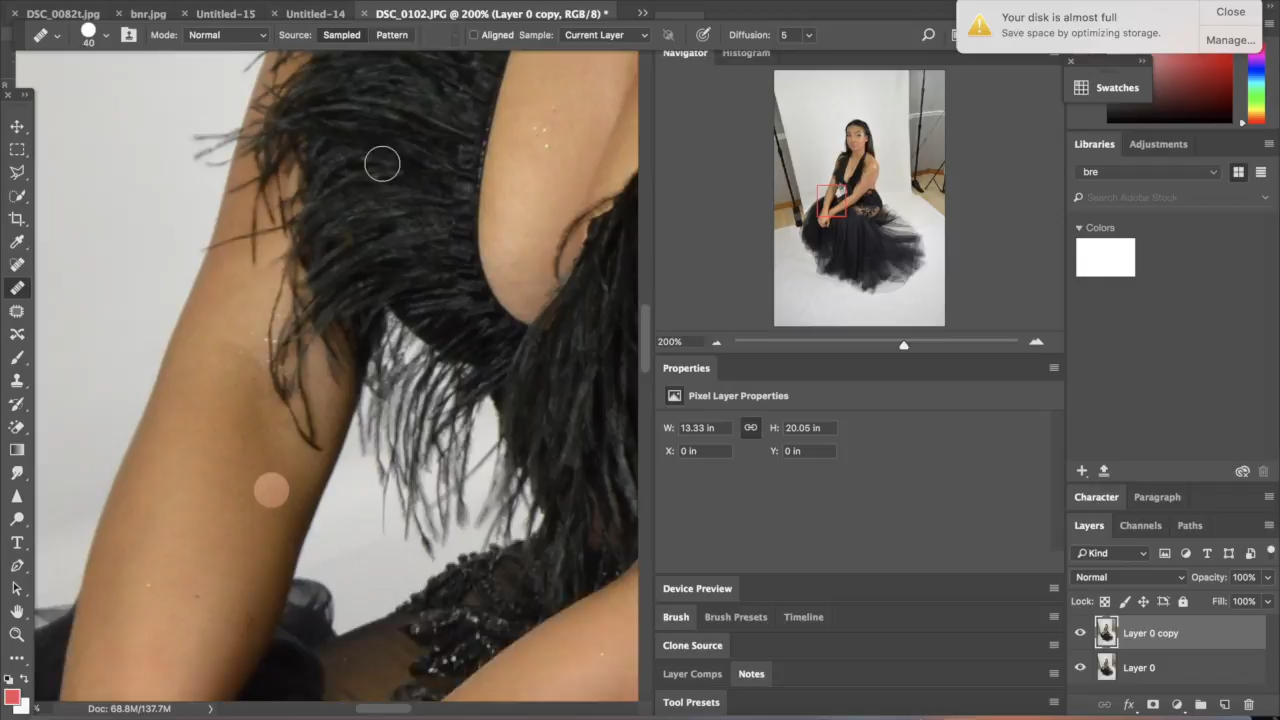 DSC_0082t.jpg
bnr.jpg
Untitled-15
Untitled-14
DSC_0102.JPG @ 200% (Layer 0 copy, RGB/8) *
Your disk is almost full
Save space by optimizing storage.
Close
Manage...
40
Mode: Normal
Source: Sampled Pattern
Aligned Sample: Current Layer
Diffusion: 5
Navigator
Histogram
Swatches
Libraries
Adjustments
bre
Search Adobe Stock
Colors
200%
Properties
Pixel Layer Properties
W: 13.33 in
H: 20.05 in
X: 0 in
Y: 0 in
Character
Paragraph
Layers
Channels
Paths
Kind
Normal
Opacity: 100%
Lock:
Fill: 100%
Layer 0 copy
Layer 0
Device Preview
Brush
Brush Presets
Timeline
Clone Source
Layer Comps
Notes
Tool Presets
% Doc: 68.8M/137.7M